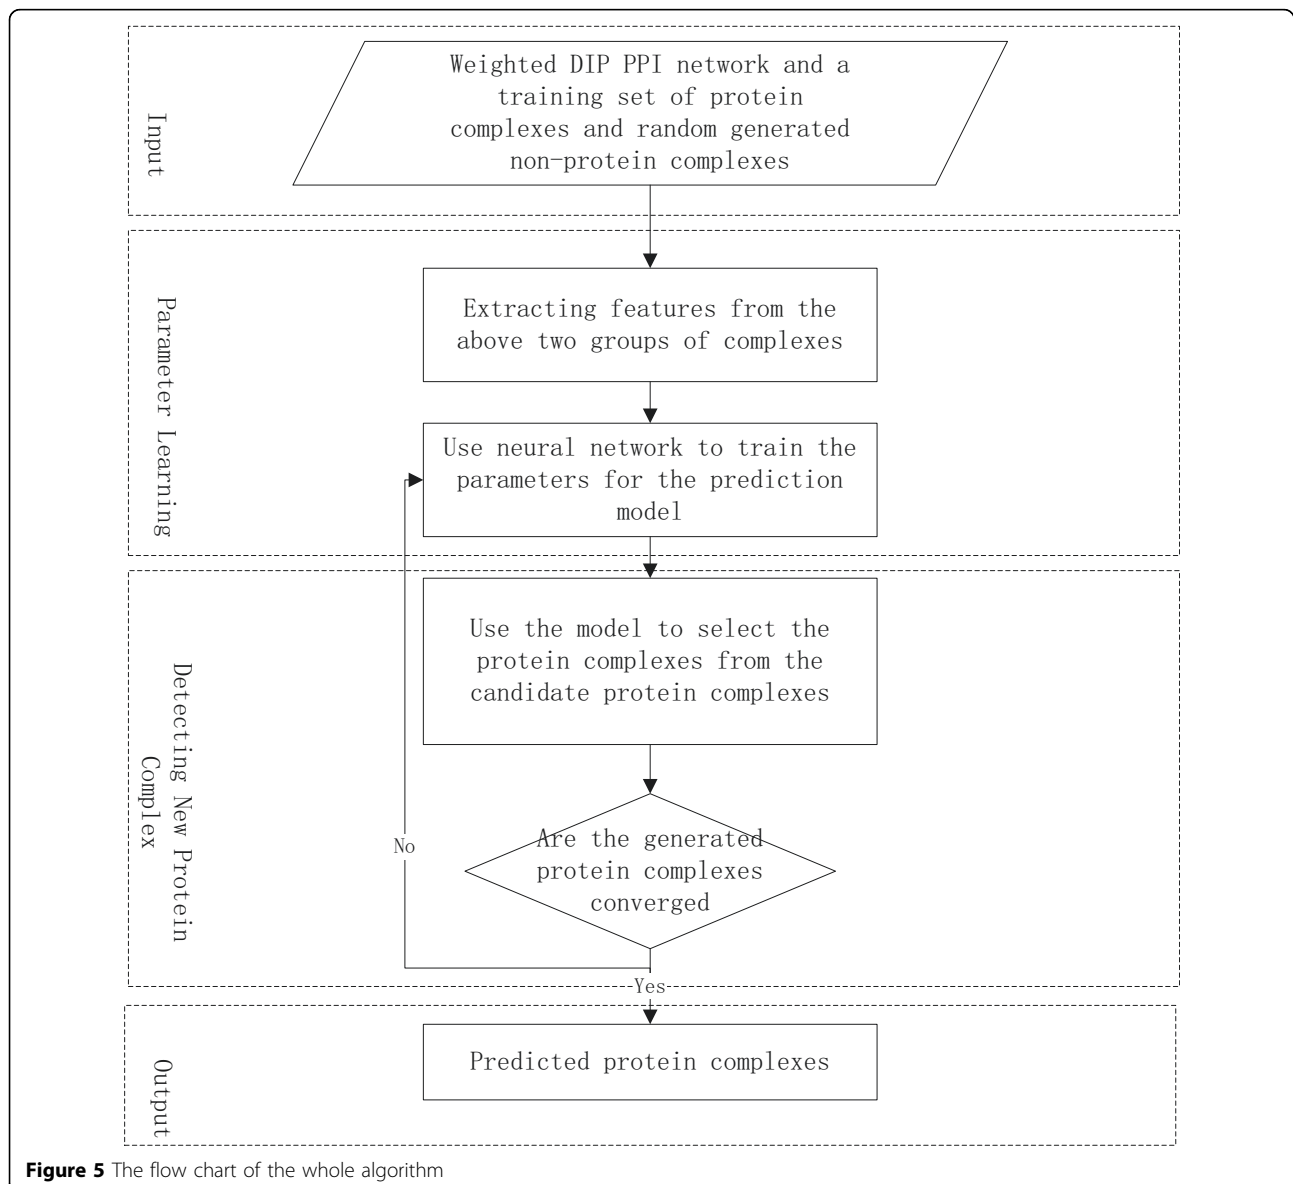 Input
Weighted DIP PPI network and a
training set of protein
complexes and random generated
non-protein complexes
Parameter Learning
Extracting features from the
above two groups of complexes
Use neural network to train the
parameters for the prediction
model
Detecting New Protein
Complex
Use the model to select the
protein complexes from the
candidate protein complexes
Are the generated
protein complexes
converged
No
Yes
Output
Predicted protein complexes
Figure 5 The flow chart of the whole algorithm